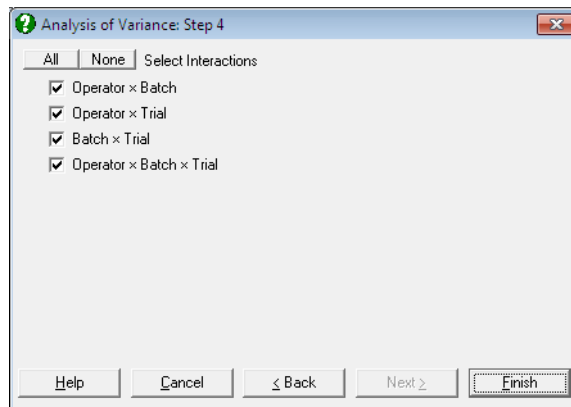 Analysis of Variance: Step 4
All None Select Interactions
Operator × Batch
Operator × Trial
Batch × Trial
Operator × Batch × Trial
Help Cancel < Back Next > Finish